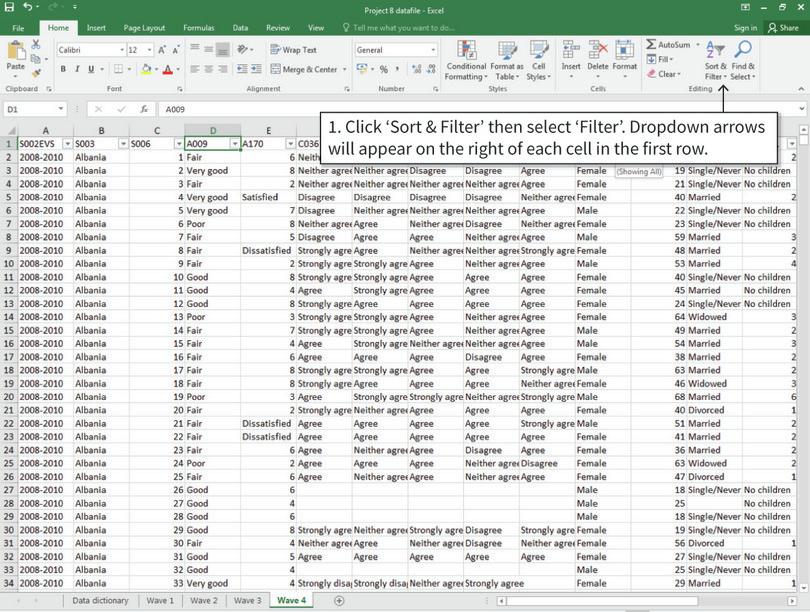 Project 8 datafile - Excel
File Home Insert Page Layout Formulas Data Review View Tell me what you want to do... Sign in Share
Paste Calibri 12 Wrap Text General Conditional Formatting Format as Table Cell Styles Insert Delete Format AutoSum Fill Clear Sort & Filter Find & Select
B I U Merge & Center
Clipboard Font Alignment Number Styles Cells Editing
D1 A009
1. Click ‘Sort & Filter’ then select ‘Filter’. Dropdown arrows
will appear on the right of each cell in the first row.
A B C D E
1 S002EVS S003 S006 A009 A170 C036
2 2008-2010 Albania 1 Fair 6 Neith
3 2008-2010 Albania 2 Very good 8 Neither agre Neither agre Disagree Disagree Agree Female 19 Single/Never No children
(Showing All)
4 2008-2010 Albania 3 Fair 2 Neither agre Neither agre Neither agre Neither agre Agree Female 21 Single/Never No children
5 2008-2010 Albania 4 Very good Satisfied Disagree Disagree Disagree Disagree Neither agre Female 40 Married 2
6 2008-2010 Albania 5 Very good 7 Disagree Neither agre Neither agre Neither agre Agree Male 22 Single/Never No children
7 2008-2010 Albania 6 Poor 8 Neither agre Agree Neither agre Disagree Agree Female 23 Single/Never No children
8 2008-2010 Albania 7 Fair 5 Disagree Agree Agree Neither agre Agree Male 59 Married 3
9 2008-2010 Albania 8 Fair Dissatisfied Strongly agre Agree Neither agre Neither agre Strongly agre Female 48 Married 2
10 2008-2010 Albania 9 Fair 2 Strongly agre Strongly agre Agree Neither agre Agree Male 53 Married 4
11 2008-2010 Albania 10 Good 8 Strongly agre Strongly agre Agree Agree Agree Female 40 Single/Never No children
12 2008-2010 Albania 11 Good 4 Agree Strongly agre Agree Agree Agree Male 45 Single/Never No children
13 2008-2010 Albania 12 Good 8 Strongly agre Neither agre Agree Agree Agree Female 24 Single/Never No children
14 2008-2010 Albania 13 Poor 3 Strongly agre Agree Agree Neither agre Agree Female 64 Widowed 3
15 2008-2010 Albania 14 Fair 7 Strongly agre Strongly agre Agree Neither agre Agree Male 49 Married 2
16 2008-2010 Albania 15 Fair 4 Agree Strongly agre Neither agre Neither agre Agree Male 54 Married 3
17 2008-2010 Albania 16 Fair 6 Agree Agree Disagree Agree Female 38 Married 2
18 2008-2010 Albania 17 Fair 8 Strongly agre Strongly agre Agree Agree Strongly agre Male 63 Married 2
19 2008-2010 Albania 18 Fair 8 Strongly agre Agree Agree Agree Neither agre Female 46 Widowed 3
20 2008-2010 Albania 19 Poor 3 Agree Strongly agre Strongly agre Strongly agre Agree Male 68 Married 6
21 2008-2010 Albania 20 Fair 2 Strongly agre Neither agre Agree Agree Agree Female 40 Divorced 1
22 2008-2010 Albania 21 Fair Dissatisfied Agree Agree Agree Agree Strongly agre Male 51 Married 2
23 2008-2010 Albania 22 Fair Dissatisfied Agree Agree Agree Agree Agree Female 41 Married 2
24 2008-2010 Albania 23 Fair 6 Agree Neither agre Agree Disagree Agree Female 36 Married 2
25 2008-2010 Albania 24 Poor 2 Agree Agree Agree Neither agre Disagree Female 63 Widowed 2
26 2008-2010 Albania 25 Fair 6 Agree Neither agre Agree Neither agre Agree Female 47 Divorced 1
27 2008-2010 Albania 26 Good 6 Male 18 Single/Never No children
28 2008-2010 Albania 27 Good 4 Male 25 No children
29 2008-2010 Albania 28 Good 6 Male 18 Single/Never No children
30 2008-2010 Albania 29 Good 8 Strongly agre Neither agre Strongly agre Disagree Strongly agre Female 19 Single/Never No children
31 2008-2010 Albania 30 Fair 4 Neither agre Agree Neither agre Disagree Neither agre Female 56 Divorced 1
32 2008-2010 Albania 31 Good 5 Agree Agree Agree Agree Agree Female 27 Single/Never No children
33 2008-2010 Albania 32 Good 4 Male 25 Single/Never No children
34 2008-2010 Albania 33 Very good 4 Strongly disa Strongly disa Neither agre Strongly agree Female 29 Married 1
Data dictionary Wave 1 Wave 2 Wave 3 Wave 4